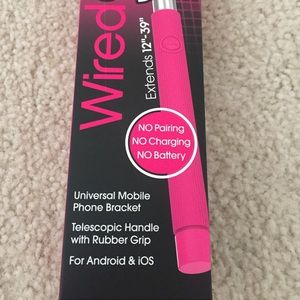 Wired
Extends 12"-39"
NO Pairing
NO Charging
NO Battery
Universal Mobile
Phone Bracket
Telescopic Handle
with Rubber Grip
For Android & iOS